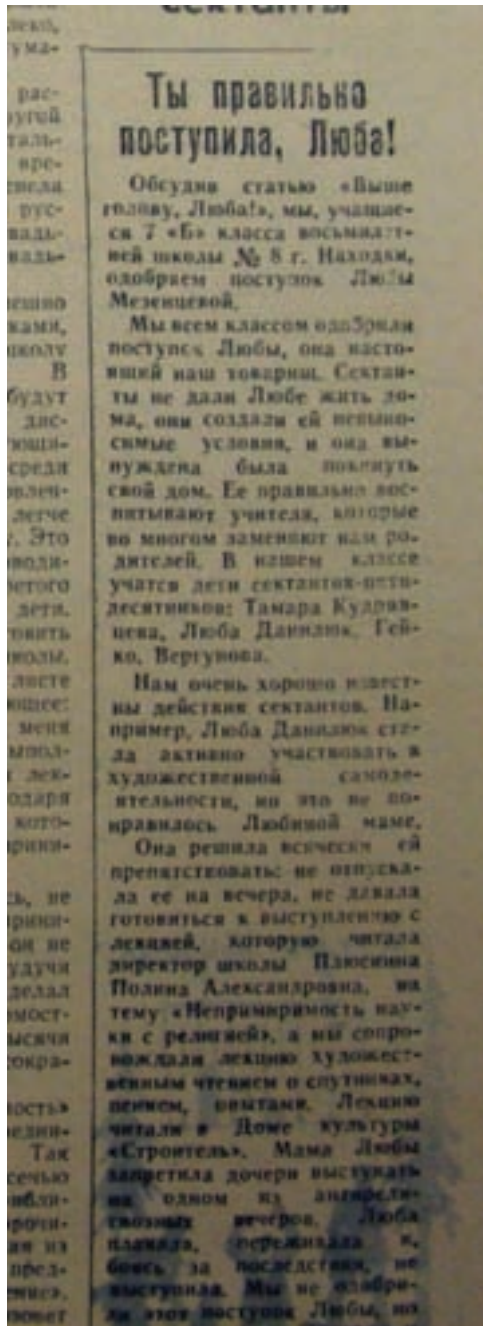 сектанты
Ты правильно
поступила, Люба!
Обсудив статью «Выше
голову, Люба!», мы, учащие-
ся 7 «Б» класса восьмилет-
ней школы № 8 г. Находки,
одобряем поступок Любы
Мезенцевой.
Мы всем классом одобрили
поступок Любы, она насто-
ящий наш товарищ. Сектан-
ты не дали Любе жить до-
ма, они создали ей невыно-
симые условия, и она вы-
нуждена была покинуть
свой дом. Ее правильно вос-
питывают учителя, которые
во многом заменяют нам ро-
дителей. В нашем классе
учатся дети сектантов-пяти-
десятников: Тамара Кудряв-
цева, Люба Данилюк, Гей-
ко, Вергунова.
Нам очень хорошо извест-
ны действия сектантов. На-
пример, Люба Данилюк ста-
ла активно участвовать в
художественной самоде-
ятельности, но это не по-
нравилось Любиной маме.
Она решила всячески ей
препятствовать: не отпуска-
ла ее на вечера, не давала
готовиться к выступлению с
лекцией, которую читала
директор школы Плюснина
Полина Александровна, на
тему «Непримиримость нау-
ки с религией», а мы сопро-
вождали лекцию художест-
венным чтением о спутниках,
пением, опытами. Лекцию
читали в Доме культуры
«Строитель». Мама Любы
запретила дочери выступать
на одном из антирели-
гиозных вечеров. Люба
плакала, переживала и,
боясь за последствия, не
выступила. Мы не одобри-
ли этот поступок Любы, но